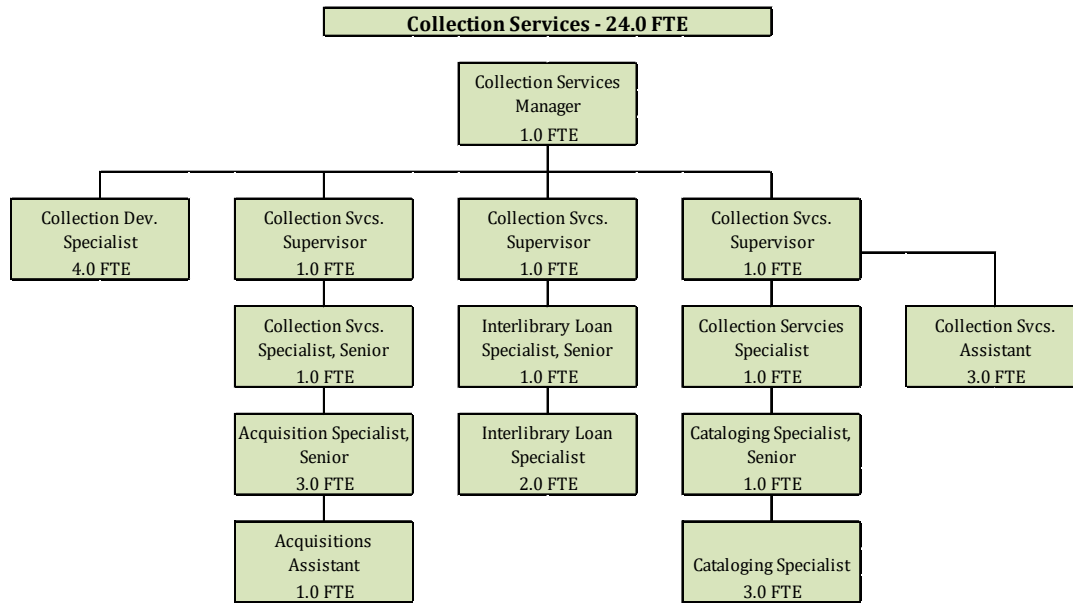 Collection Services - 24.0 FTE
Collection Services
Manager
1.0 FTE
Collection Dev.
Specialist
4.0 FTE
Collection Svcs.
Supervisor
1.0 FTE
Collection Svcs.
Supervisor
1.0 FTE
Collection Svcs.
Supervisor
1.0 FTE
Collection Svcs.
Specialist, Senior
1.0 FTE
Interlibrary Loan
Specialist, Senior
1.0 FTE
Collection Servcies
Specialist
1.0 FTE
Collection Svcs.
Assistant
3.0 FTE
Acquisition Specialist,
Senior
3.0 FTE
Interlibrary Loan
Specialist
2.0 FTE
Cataloging Specialist,
Senior
1.0 FTE
Acquisitions
Assistant
1.0 FTE
Cataloging Specialist
3.0 FTE